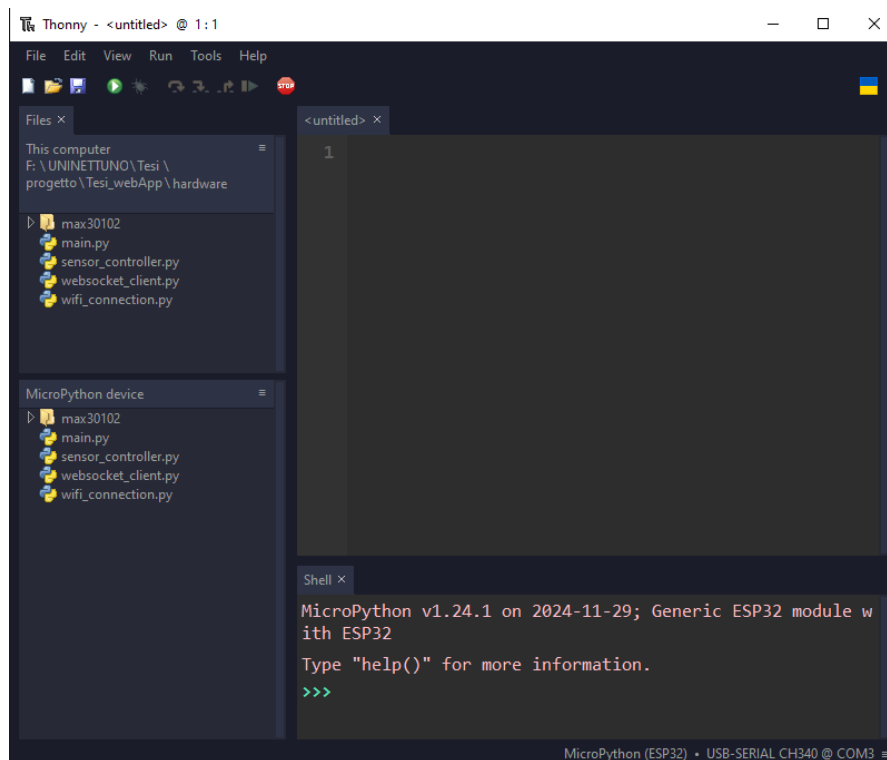 Thonny - <untitled> @ 1:1
File Edit View Run Tools Help
STOP
Files ×
This computer
F: \ UNINETTUNO \ Tesi \
progetto \ Tesi_webApp \ hardware
max30102
main.py
sensor_controller.py
websocket_client.py
wifi_connection.py
MicroPython device
max30102
main.py
sensor_controller.py
websocket_client.py
wifi_connection.py
<untitled> ×
1
Shell ×
MicroPython v1.24.1 on 2024-11-29; Generic ESP32 module w
ith ESP32
Type "help()" for more information.
>>>
MicroPython (ESP32) • USB-SERIAL CH340 @ COM3 ≡